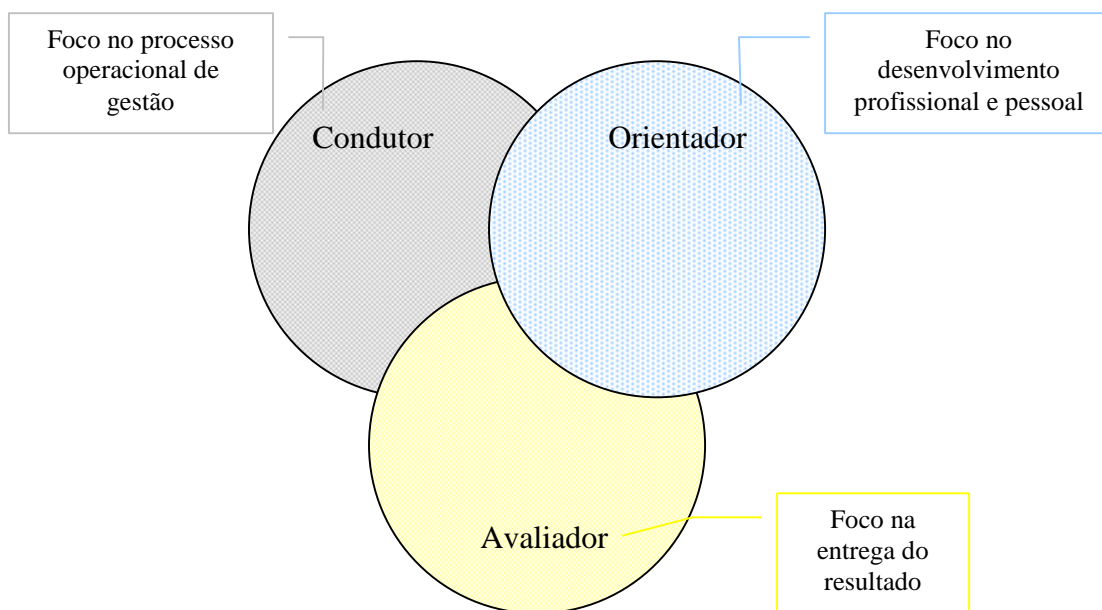 Foco no processo
operacional de
gestão
Foco no
desenvolvimento
profissional e pessoal
Condutor
Orientador
Avaliador
Foco na
entrega do
resultado